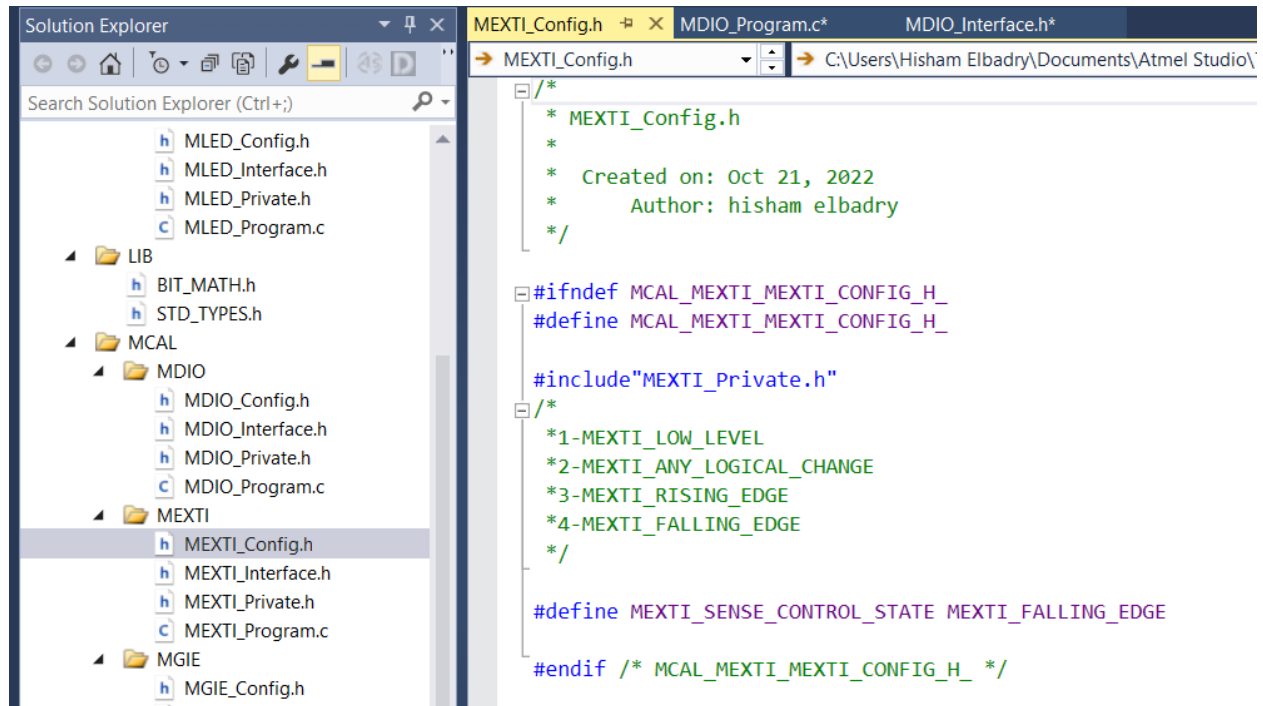 Solution Explorer
Search Solution Explorer (Ctrl+;)
MLED_Config.h
MLED_Interface.h
MLED_Private.h
MLED_Program.c
LIB
BIT_MATH.h
STD_TYPES.h
MCAL
MDIO
MDIO_Config.h
MDIO_Interface.h
MDIO_Private.h
MDIO_Program.c
MEXTI
MEXTI_Config.h
MEXTI_Interface.h
MEXTI_Private.h
MEXTI_Program.c
MGIE
MGIE_Config.h
MEXTI_Config.h MDIO_Program.c* MDIO_Interface.h*
MEXTI_Config.h C:\Users\Hisham Elbadry\Documents\Atmel Studio\
/*
* MEXTI_Config.h
*
* Created on: Oct 21, 2022
* Author: hisham elbadry
*/
#ifndef MCAL_MEXTI_MEXTI_CONFIG_H_
#define MCAL_MEXTI_MEXTI_CONFIG_H_
#include"MEXTI_Private.h"
/*
*1-MEXTI_LOW_LEVEL
*2-MEXTI_ANY_LOGICAL_CHANGE
*3-MEXTI_RISING_EDGE
*4-MEXTI_FALLING_EDGE
*/
#define MEXTI_SENSE_CONTROL_STATE MEXTI_FALLING_EDGE
#endif /* MCAL_MEXTI_MEXTI_CONFIG_H_ */